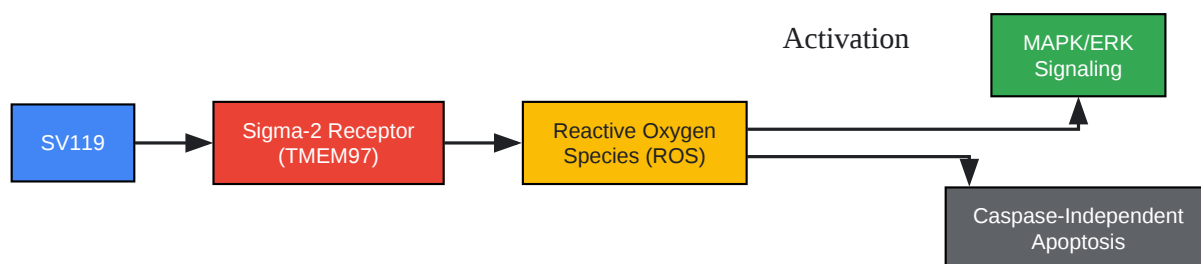 SV119
Sigma-2 Receptor
(TMEM97)
Reactive Oxygen
Species (ROS)
Activation
MAPK/ERK
Signaling
Caspase-Independent
Apoptosis